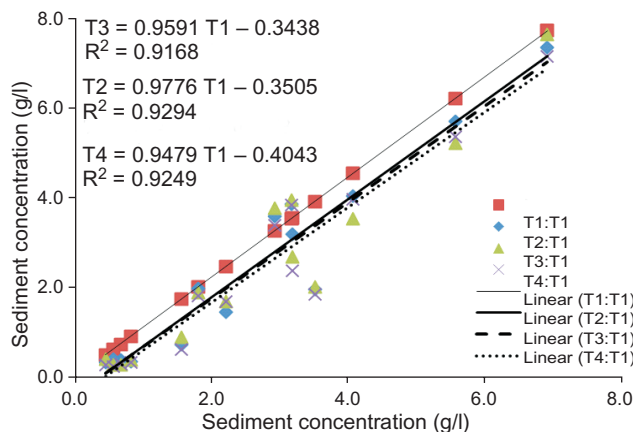 8.0
6.0
4.0
2.0
0.0
Sediment concentration (g/l)
T3 = 0.9591 T1 – 0.3438
R² = 0.9168
T2 = 0.9776 T1 – 0.3505
R² = 0.9294
T4 = 0.9479 T1 – 0.4043
R² = 0.9249
T1:T1
T2:T1
T3:T1
T4:T1
Linear (T1:T1)
Linear (T2:T1)
Linear (T3:T1)
Linear (T4:T1)
0.0 2.0 4.0 6.0 8.0
Sediment concentration (g/l)